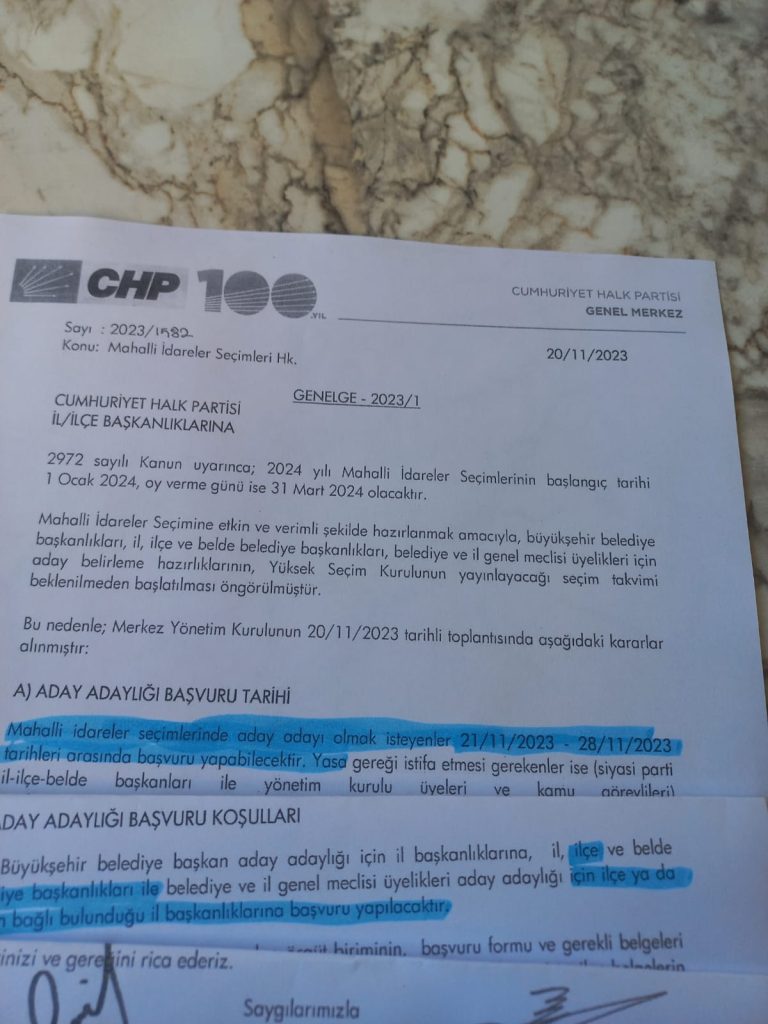 CHP 100.YIL
CUMHURİYET HALK PARTİSİ
GENEL MERKEZ
Sayı : 2023/1582
Konu: Mahalli İdareler Seçimleri Hk.
20/11/2023
GENELGE - 2023/1
CUMHURİYET HALK PARTİSİ
İL/İLÇE BAŞKANLIKLARINA
2972 sayılı Kanun uyarınca; 2024 yılı Mahalli İdareler Seçimlerinin başlangıç tarihi
1 Ocak 2024, oy verme günü ise 31 Mart 2024 olacaktır.
Mahalli İdareler Seçimine etkin ve verimli şekilde hazırlanmak amacıyla, büyükşehir belediye
başkanlıkları, il, ilçe ve belde belediye başkanlıkları, belediye ve il genel meclisi üyelikleri için
aday belirleme hazırlıklarının, Yüksek Seçim Kurulunun yayınlayacağı seçim takvimi
beklenilmeden başlatılması öngörülmüştür.
Bu nedenle; Merkez Yönetim Kurulunun 20/11/2023 tarihli toplantısında aşağıdaki kararlar
alınmıştır:
A) ADAY ADAYLIĞI BAŞVURU TARİHİ
Mahalli idareler seçimlerinde aday adayı olmak isteyenler 21/11/2023 - 28/11/2023
tarihleri arasında başvuru yapabilecektir. Yasa gereği istifa etmesi gerekenler ise (siyasi parti
il-ilçe-belde başkanları ile yönetim kurulu üyeleri ve kamu görevlileri)
ADAY ADAYLIĞI BAŞVURU KOŞULLARI
Büyükşehir belediye başkan aday adaylığı için il başkanlıklarına, il, ilçe ve belde
iye başkanlıkları ile belediye ve il genel meclisi üyelikleri aday adaylığı için ilçe ya da
n bağlı bulunduğu il başkanlıklarına başvuru yapılacaktır.
biriminin, başvuru formu ve gerekli belgeleri
inizi ve gereğini rica ederiz.
Saygılarımızla